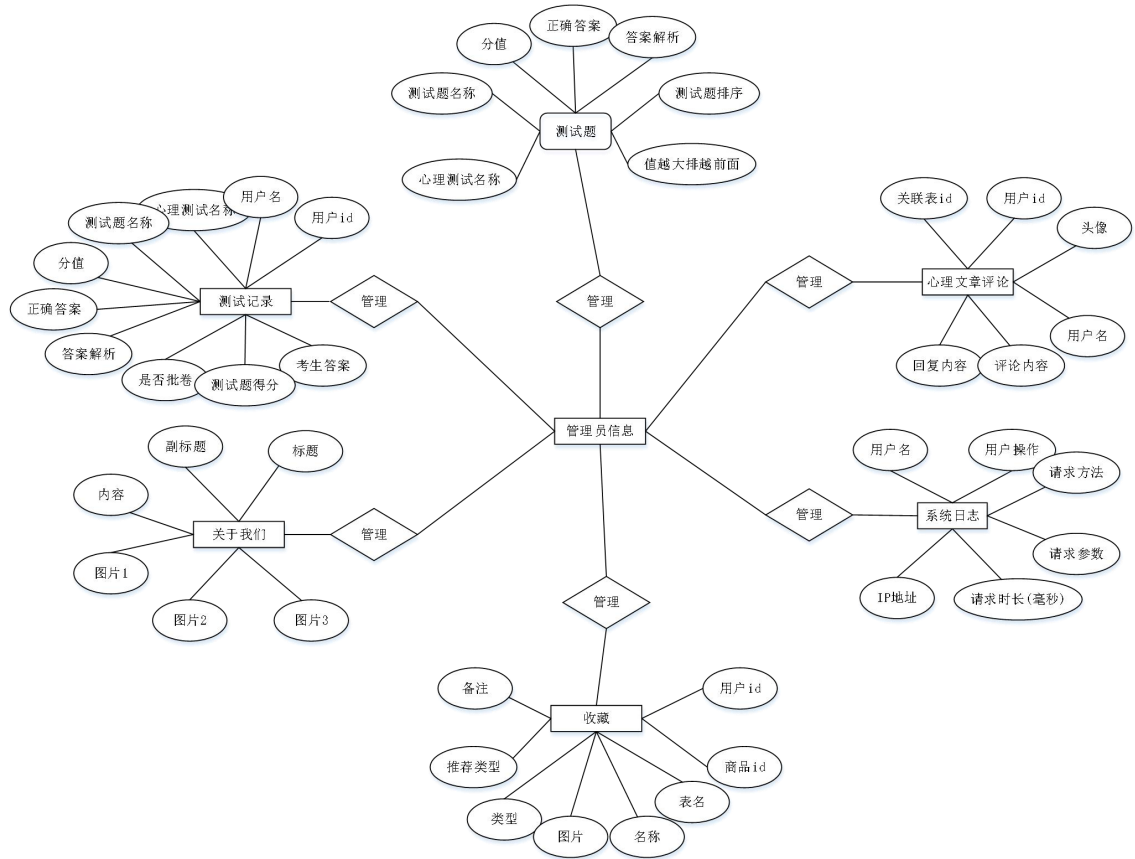 正确答案
分值
答案解析
测试题名称
测试题排序
测试题
心理测试名称
值越大排越前面
用户名
心理测试名称
测试题名称
用户id
分值
正确答案
测试记录
管理
答案解析
是否批卷
测试题得分
考生答案
管理
关联表id
用户id
头像
管理
心理文章评论
用户名
回复内容
评论内容
管理员信息
副标题
标题
内容
关于我们
管理
图片1
图片2
图片3
用户名
用户操作
请求方法
管理
系统日志
请求参数
IP地址
请求时长(毫秒)
管理
备注
用户id
收藏
推荐类型
商品id
类型
图片
名称
表名